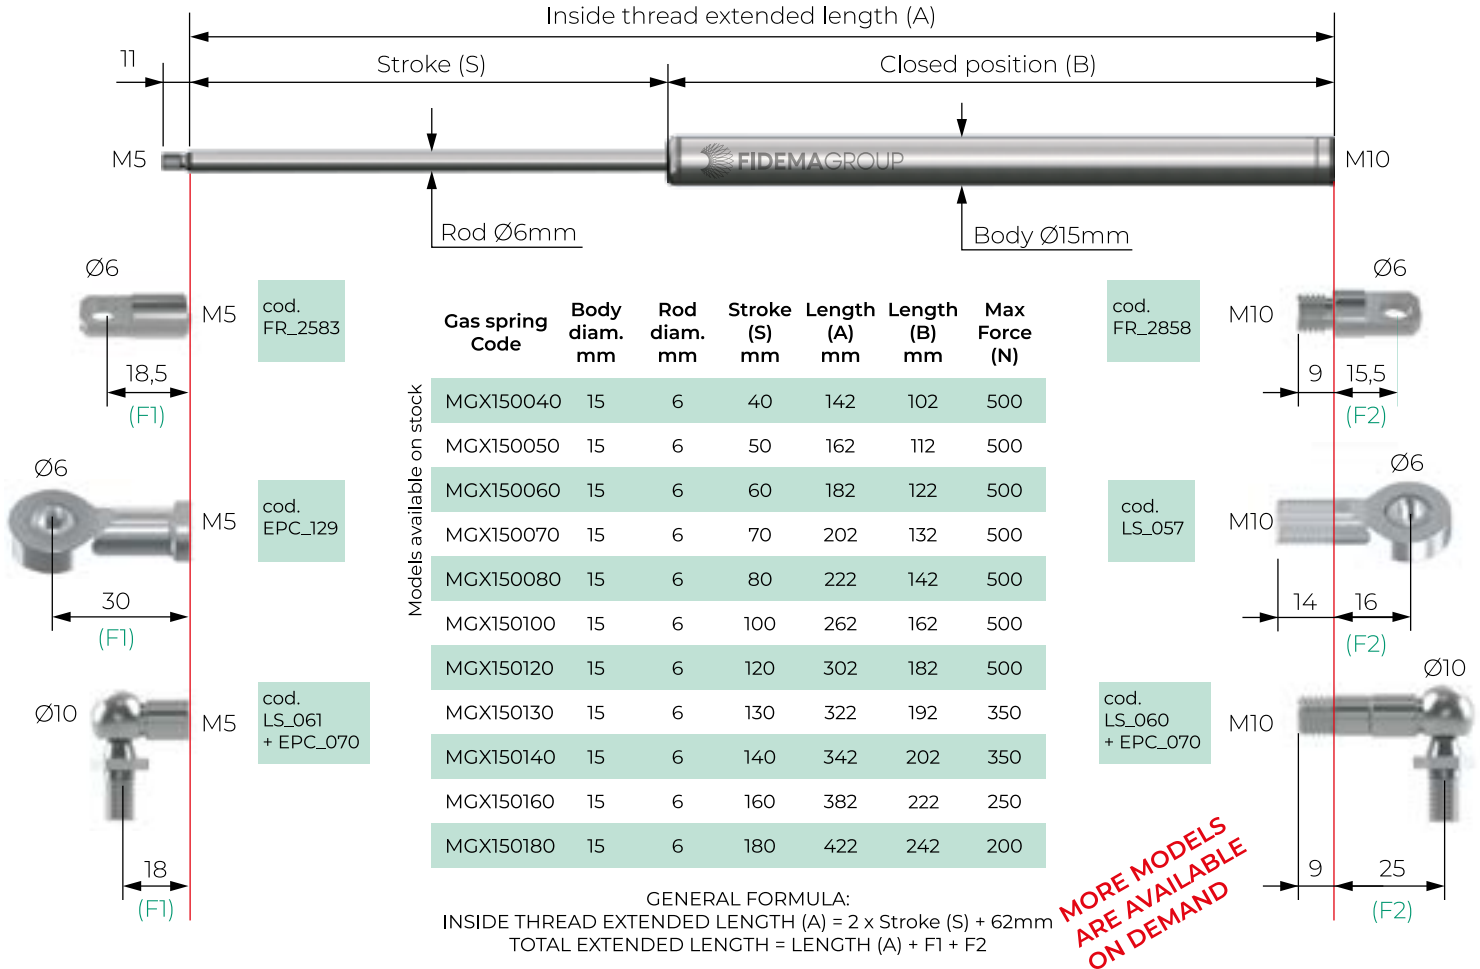 Inside thread extended length (A)
11
Stroke (S)
Closed position (B)
M5
FIDEMAGROUP
M10
Rod Ø6mm
Body Ø15mm
Ø6
M5
cod.
FR_2583
18,5
(F1)
Ø6
M5
cod.
EPC_129
30
(F1)
Ø10
M5
cod.
LS_061
+ EPC_070
18
(F1)
Models available on stock
Gas spring Code Body diam. mm Rod diam. mm Stroke (S) mm Length (A) mm Length (B) mm Max Force (N)
MGX150040 15 6 40 142 102 500
MGX150050 15 6 50 162 112 500
MGX150060 15 6 60 182 122 500
MGX150070 15 6 70 202 132 500
MGX150080 15 6 80 222 142 500
MGX150100 15 6 100 262 162 500
MGX150120 15 6 120 302 182 500
MGX150130 15 6 130 322 192 350
MGX150140 15 6 140 342 202 350
MGX150160 15 6 160 382 222 250
MGX150180 15 6 180 422 242 200
GENERAL FORMULA:
INSIDE THREAD EXTENDED LENGTH (A) = 2 x Stroke (S) + 62mm
TOTAL EXTENDED LENGTH = LENGTH (A) + F1 + F2
cod.
FR_2858
M10
Ø6
9
15,5
(F2)
cod.
LS_057
M10
Ø6
14
16
(F2)
cod.
LS_060
+ EPC_070
M10
Ø10
9
25
(F2)
MORE MODELS
ARE AVAILABLE
ON DEMAND